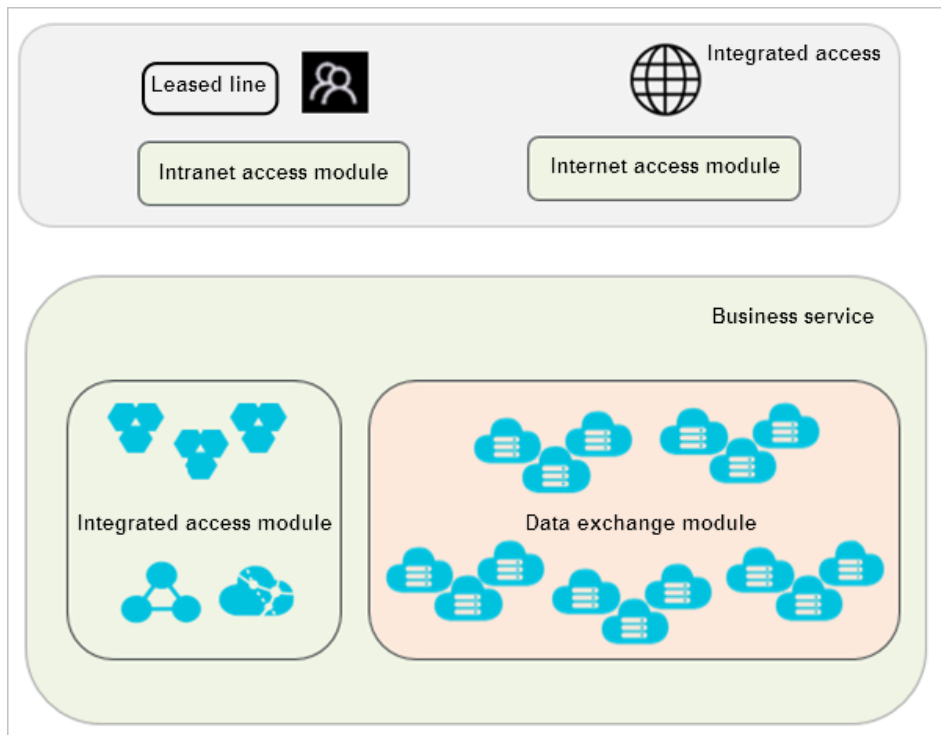 Integrated access
Leased line
Intranet access module
Internet access module
Business service
Integrated access module
Data exchange module